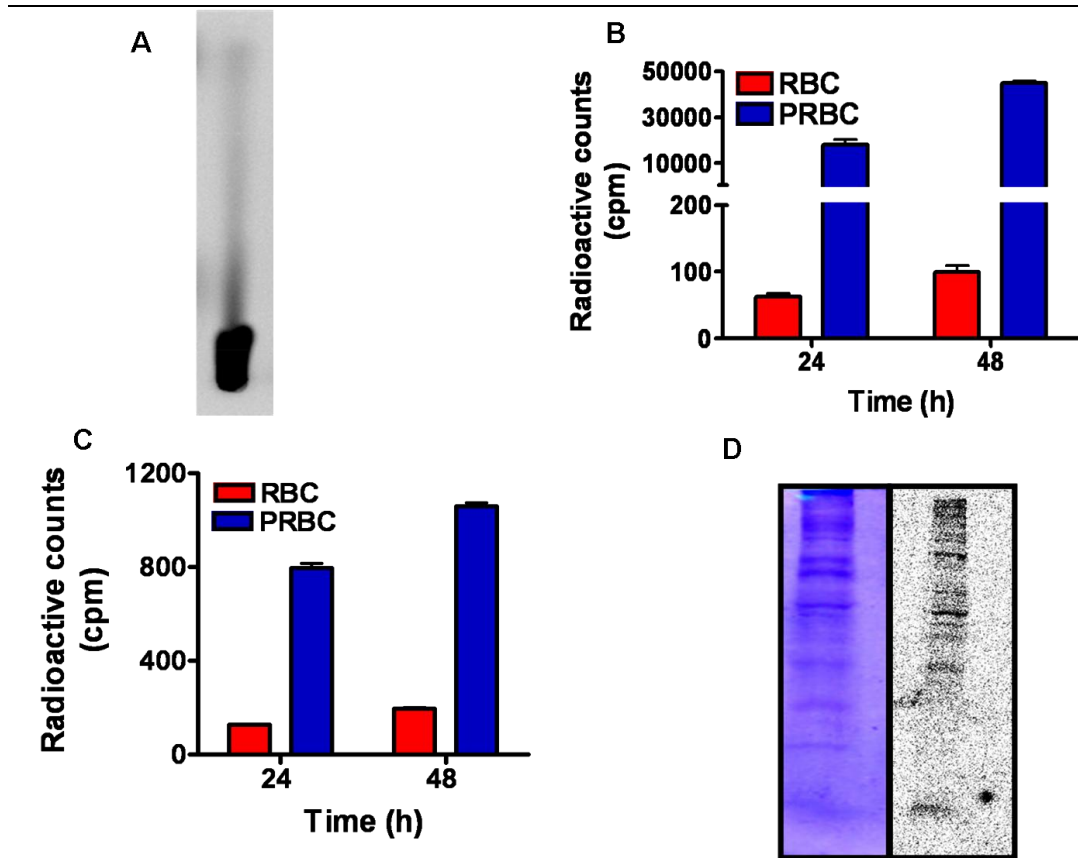 A
B
50000
30000
10000
200
100
0
RBC
PRBC
Radioactive counts
(cpm)
24
48
Time (h)
C
1200
800
400
0
RBC
PRBC
Radioactive counts
(cpm)
24
48
Time (h)
D